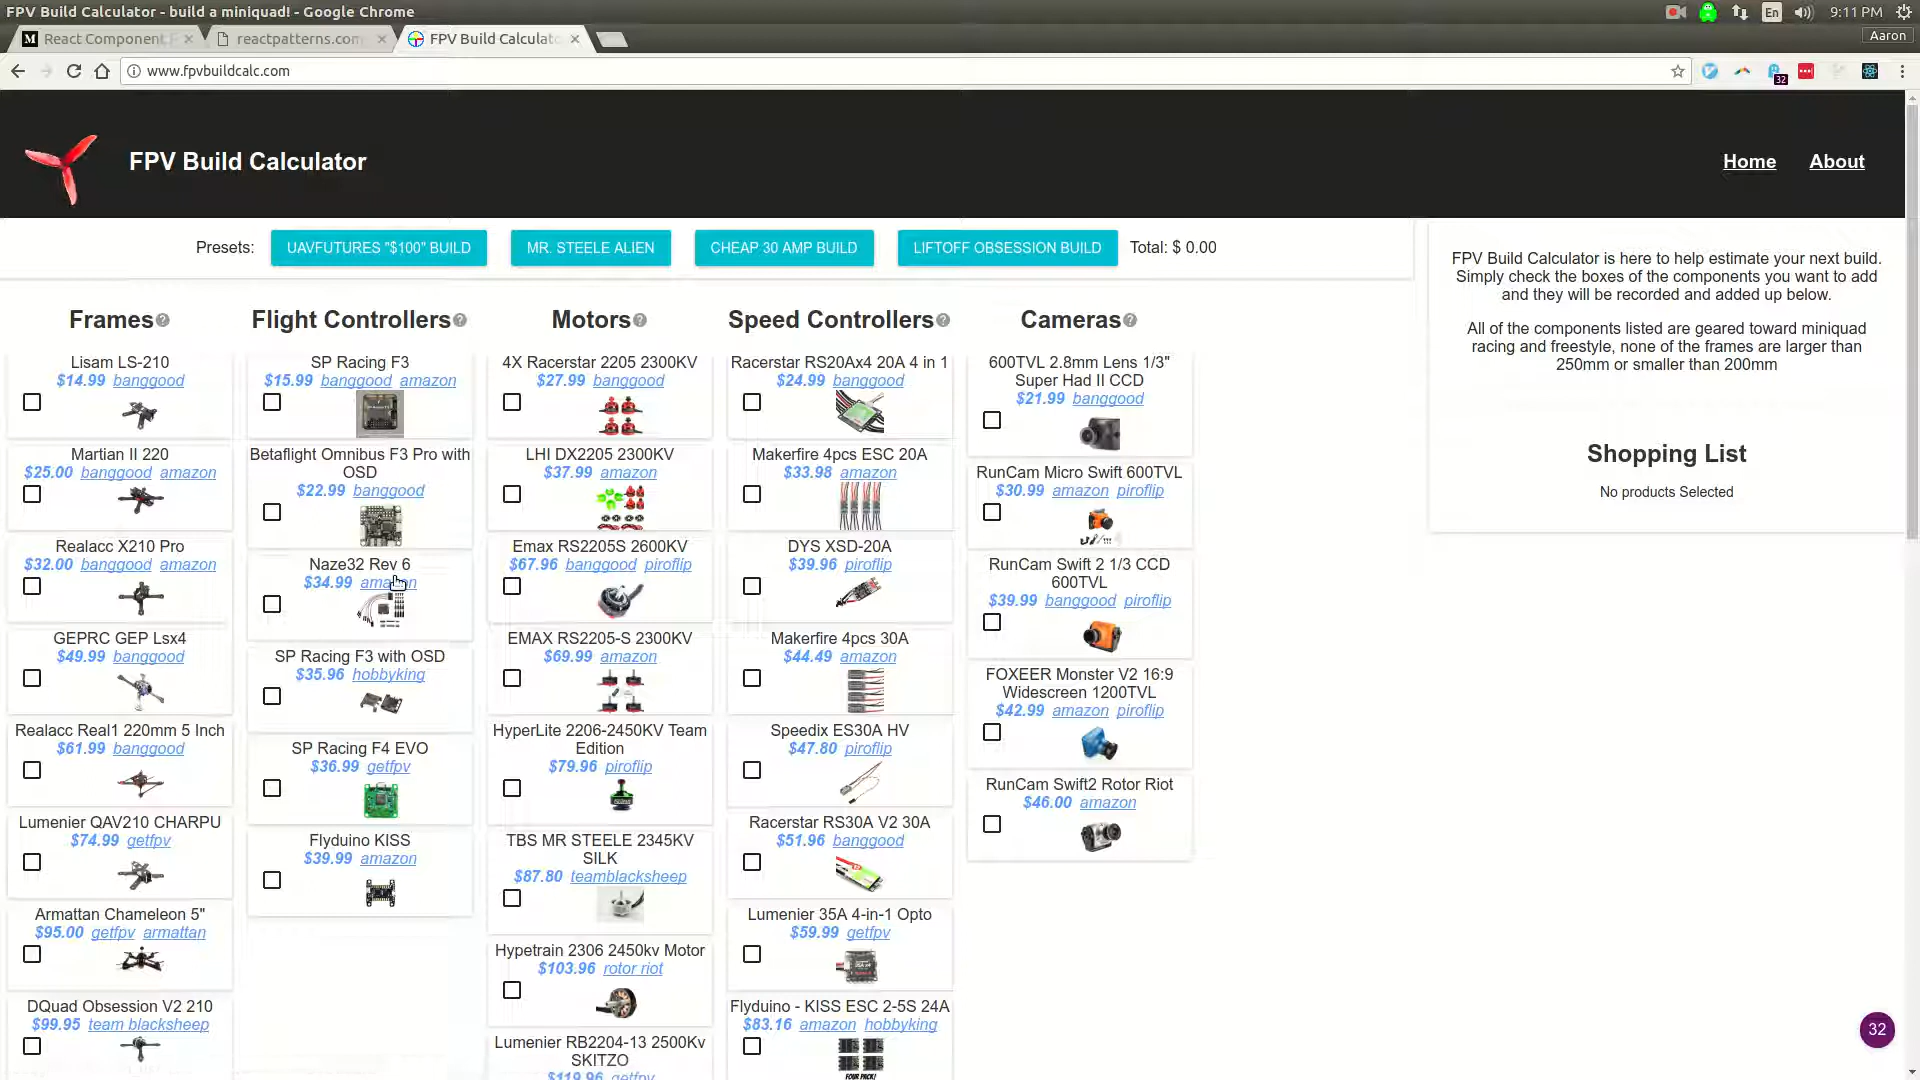 FPV Build Calculator - build a miniquad! - Google Chrome
En
9:11 PM
React Component
reactpatterns.com
FPV Build Calculato
Aaron
www.fpvbuildcalc.com
32
FPV Build Calculator
Home
About
Presets:
UAVFUTURES "$100" BUILD
MR. STEELE ALIEN
CHEAP 30 AMP BUILD
LIFTOFF OBSESSION BUILD
Total: $ 0.00
Frames
Lisam LS-210
$14.99 banggood
Martian II 220
$25.00 banggood amazon
Realacc X210 Pro
$32.00 banggood amazon
GEPRC GEP Lsx4
$49.99 banggood
Realacc Real1 220mm 5 Inch
$61.99 banggood
Lumenier QAV210 CHARPU
$74.99 getfpv
Armattan Chameleon 5"
$95.00 getfpv armattan
DQuad Obsession V2 210
$99.95 team blacksheep
Flight Controllers
SP Racing F3
$15.99 banggood amazon
Betaflight Omnibus F3 Pro with
OSD
$22.99 banggood
Naze32 Rev 6
$34.99 amazon
SP Racing F3 with OSD
$35.96 hobbyking
SP Racing F4 EVO
$36.99 getfpv
Flyduino KISS
$39.99 amazon
Motors
4X Racerstar 2205 2300KV
$27.99 banggood
LHI DX2205 2300KV
$37.99 amazon
Emax RS2205S 2600KV
$67.96 banggood piroflip
EMAX RS2205-S 2300KV
$69.99 amazon
HyperLite 2206-2450KV Team
Edition
$79.96 piroflip
TBS MR STEELE 2345KV
SILK
$87.80 teamblacksheep
Hypetrain 2306 2450kv Motor
$103.96 rotor riot
Lumenier RB2204-13 2500Kv
SKITZO
$119.96 getfpv
Speed Controllers
Racerstar RS20Ax4 20A 4 in 1
$24.99 banggood
Makerfire 4pcs ESC 20A
$33.98 amazon
DYS XSD-20A
$39.96 piroflip
Makerfire 4pcs 30A
$44.49 amazon
Speedix ES30A HV
$47.80 piroflip
Racerstar RS30A V2 30A
$51.96 banggood
Lumenier 35A 4-in-1 Opto
$59.99 getfpv
Flyduino - KISS ESC 2-5S 24A
$83.16 amazon hobbyking
FOUR PACK!
Cameras
600TVL 2.8mm Lens 1/3"
Super Had II CCD
$21.99 banggood
RunCam Micro Swift 600TVL
$30.99 amazon piroflip
RunCam Swift 2 1/3 CCD
600TVL
$39.99 banggood piroflip
FOXEER Monster V2 16:9
Widescreen 1200TVL
$42.99 amazon piroflip
RunCam Swift2 Rotor Riot
$46.00 amazon
FPV Build Calculator is here to help estimate your next build.
Simply check the boxes of the components you want to add
and they will be recorded and added up below.
All of the components listed are geared toward miniquad
racing and freestyle, none of the frames are larger than
250mm or smaller than 200mm
Shopping List
No products Selected
32